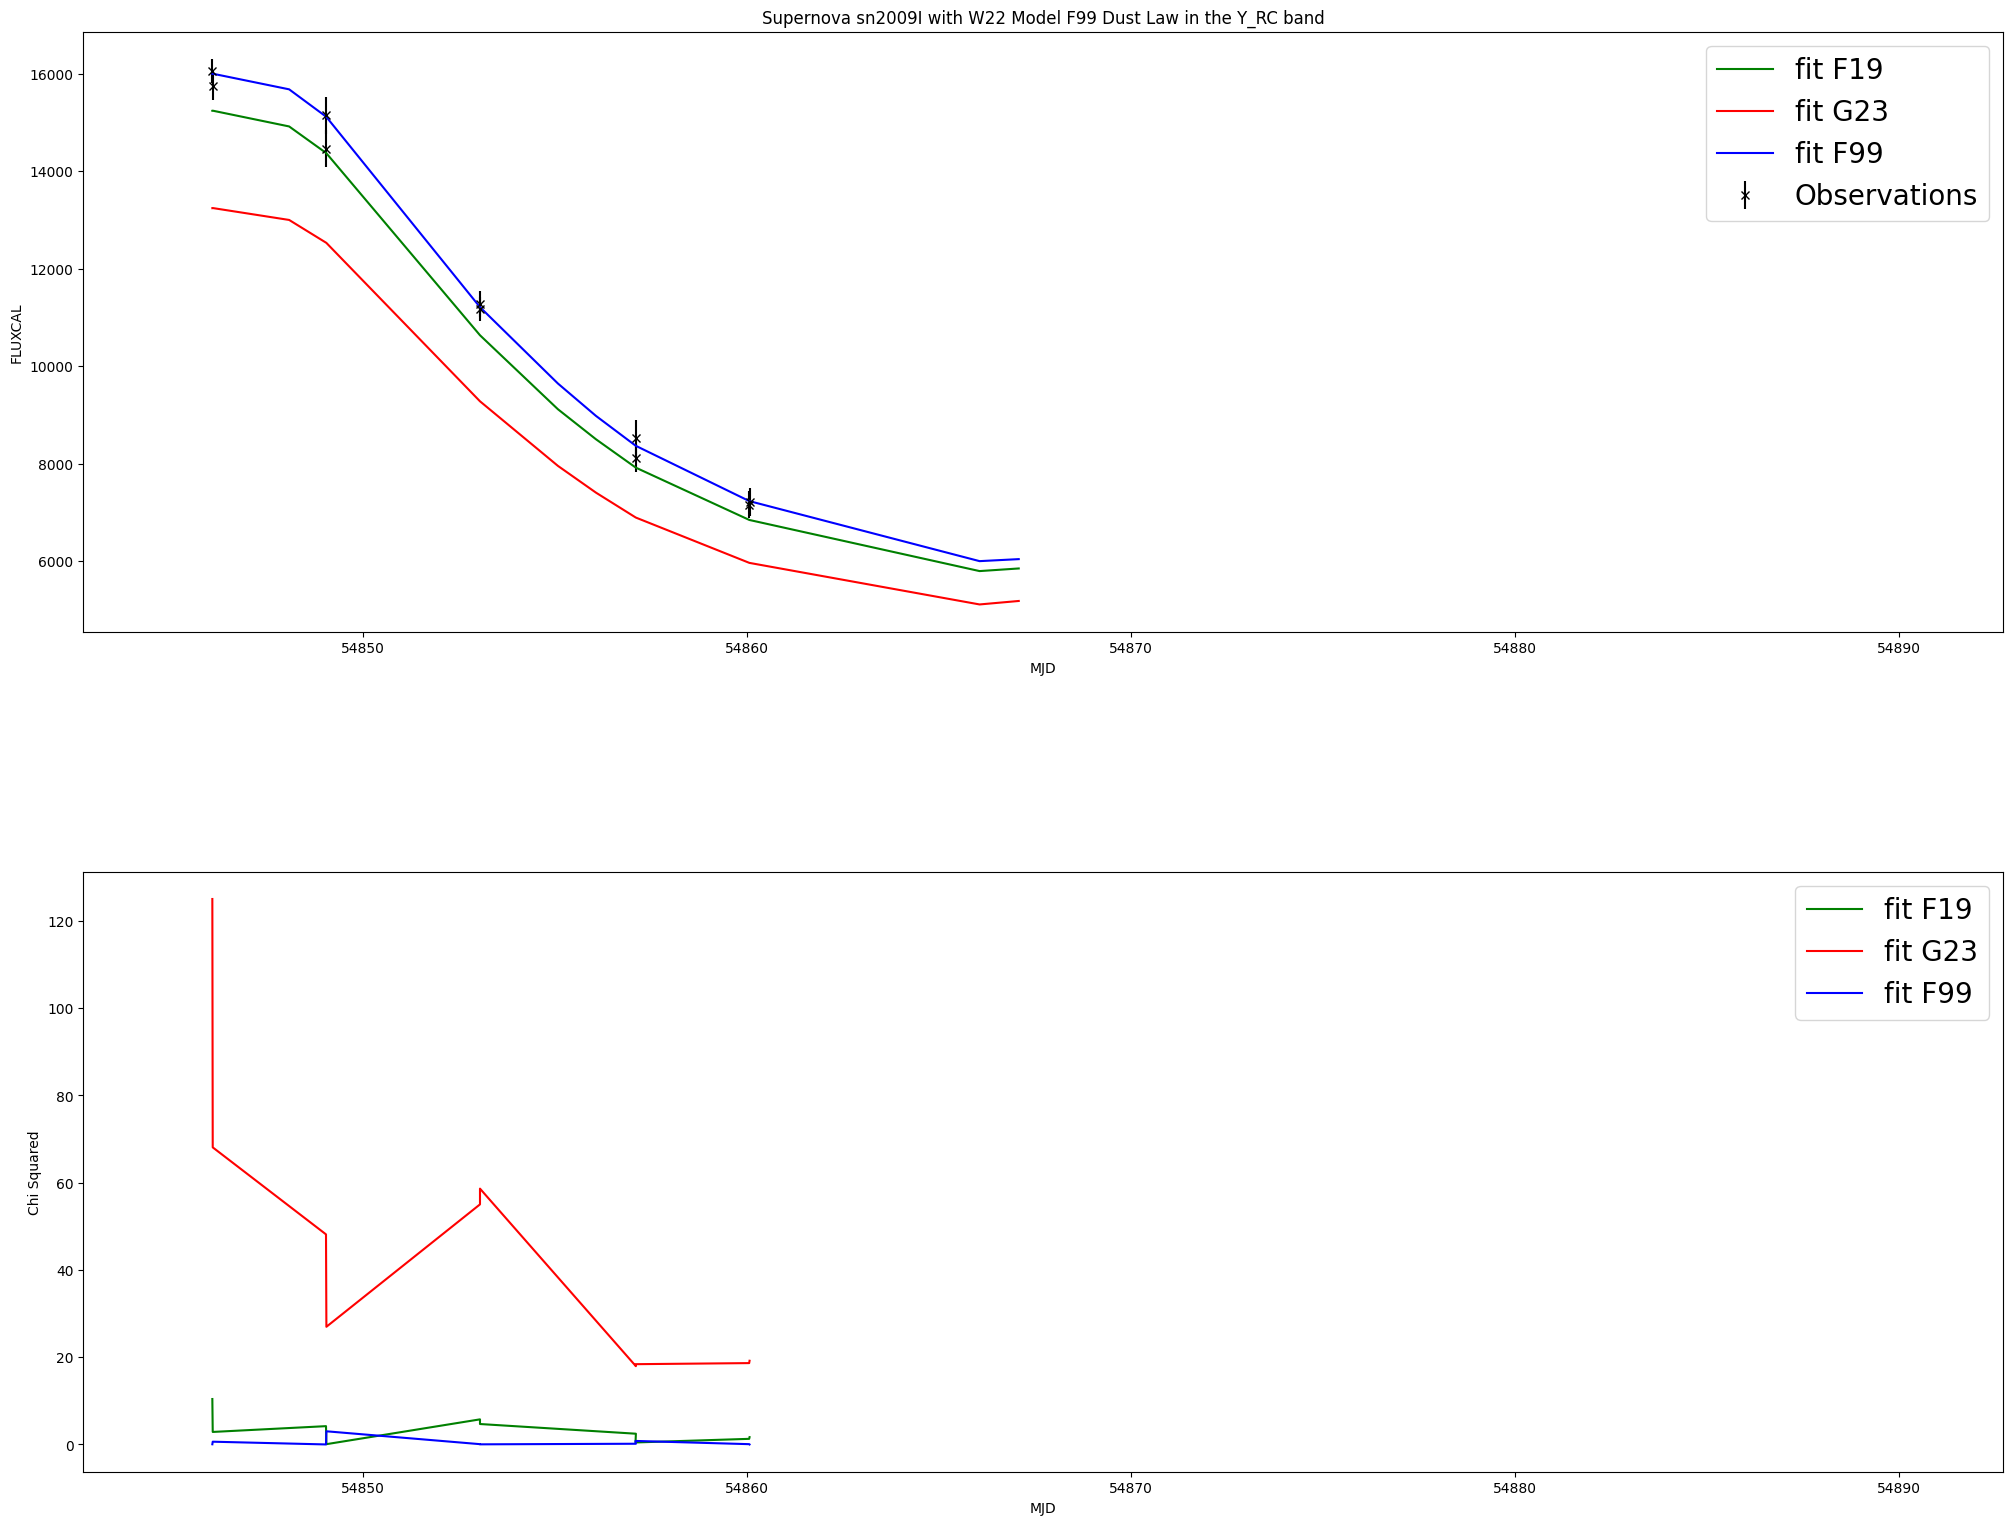 Supernova sn2009I with W22 Model F99 Dust Law in the Y_RC band
16000
14000
12000
10000
8000
6000
FLUXCAL
fit F19
fit G23
fit F99
Observations
54850
54860
54870
54880
54890
MJD
120
100
80
60
40
20
0
Chi Squared
fit F19
fit G23
fit F99
54850
54860
54870
54880
54890
MJD